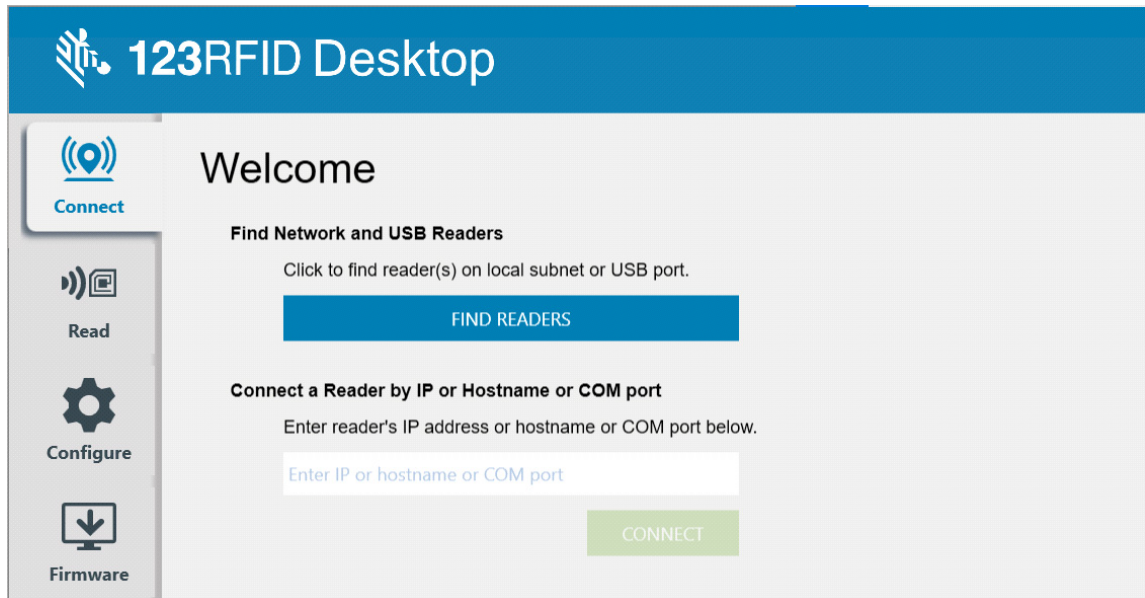 123RFID Desktop
Connect
Read
Configure
Firmware
Welcome
Find Network and USB Readers
Click to find reader(s) on local subnet or USB port.
FIND READERS
Connect a Reader by IP or Hostname or COM port
Enter reader's IP address or hostname or COM port below.
Enter IP or hostname or COM port
CONNECT